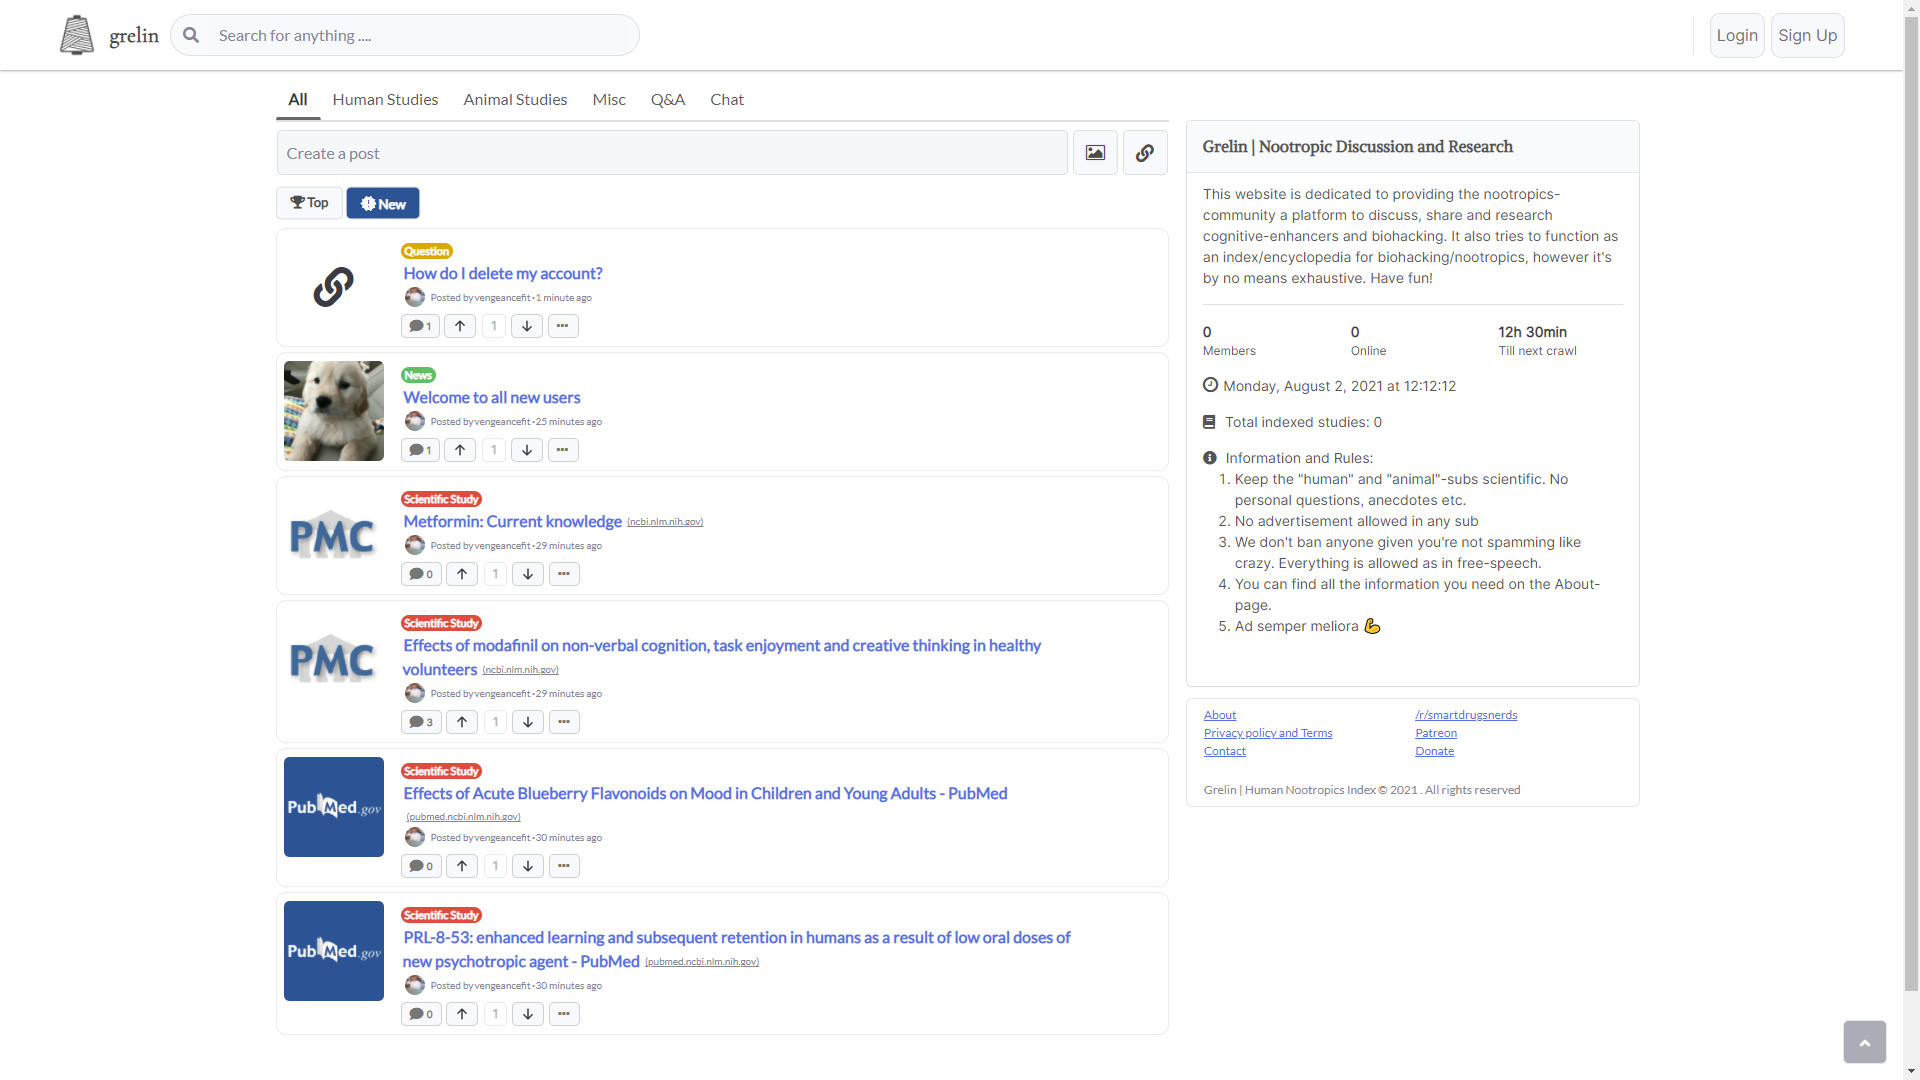 grelin
Search for anything ....
Login
Sign Up
All
Human Studies
Animal Studies
Misc
Q&A
Chat
Create a post
Top
New
Question
How do I delete my account?
Posted by vengeancefit • 1 minute ago
1
1
News
Welcome to all new users
Posted by vengeancefit • 25 minutes ago
1
1
PMC
Scientific Study
Metformin: Current knowledge (ncbi.nlm.nih.gov)
Posted by vengeancefit • 29 minutes ago
0
1
PMC
Scientific Study
Effects of modafinil on non-verbal cognition, task enjoyment and creative thinking in healthy
volunteers (ncbi.nlm.nih.gov)
Posted by vengeancefit • 29 minutes ago
3
1
PubMed.gov
Scientific Study
Effects of Acute Blueberry Flavonoids on Mood in Children and Young Adults - PubMed
(pubmed.ncbi.nlm.nih.gov)
Posted by vengeancefit • 30 minutes ago
0
1
PubMed.gov
Scientific Study
PRL-8-53: enhanced learning and subsequent retention in humans as a result of low oral doses of
new psychotropic agent - PubMed (pubmed.ncbi.nlm.nih.gov)
Posted by vengeancefit • 30 minutes ago
0
1
Grelin | Nootropic Discussion and Research
This website is dedicated to providing the nootropics-
community a platform to discuss, share and research
cognitive-enhancers and biohacking. It also tries to function as
an index/encyclopedia for biohacking/nootropics, however it's
by no means exhaustive. Have fun!
0
Members
0
Online
12h 30min
Till next crawl
Monday, August 2, 2021 at 12:12:12
Total indexed studies: 0
Information and Rules:
1. Keep the "human" and "animal"-subs scientific. No
personal questions, anecdotes etc.
2. No advertisement allowed in any sub
3. We don't ban anyone given you're not spamming like
crazy. Everything is allowed as in free-speech.
4. You can find all the information you need on the About-
page.
5. Ad semper meliora 💪
About
Privacy policy and Terms
Contact
/r/smartdrugsnerds
Patreon
Donate
Grelin | Human Nootropics Index © 2021 . All rights reserved